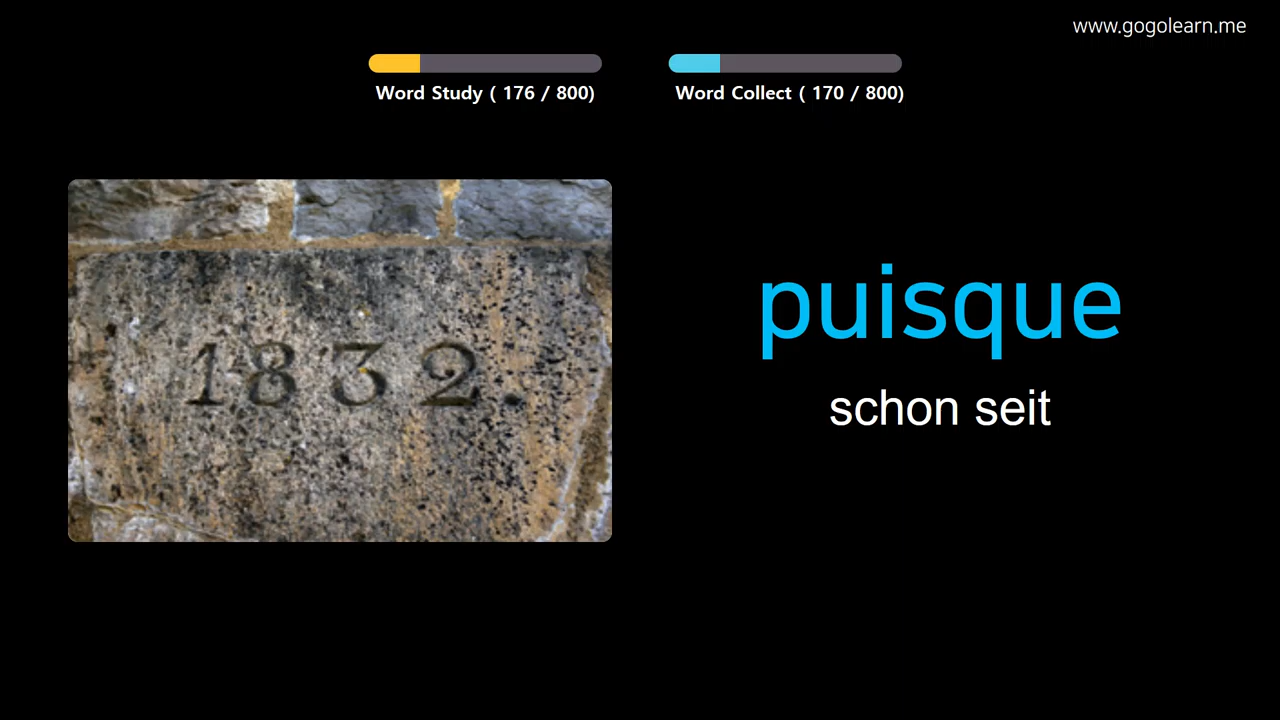 www.gogolearn.me
Word Study ( 176 / 800)
Word Collect ( 170 / 800)
1832.
puisque
schon seit